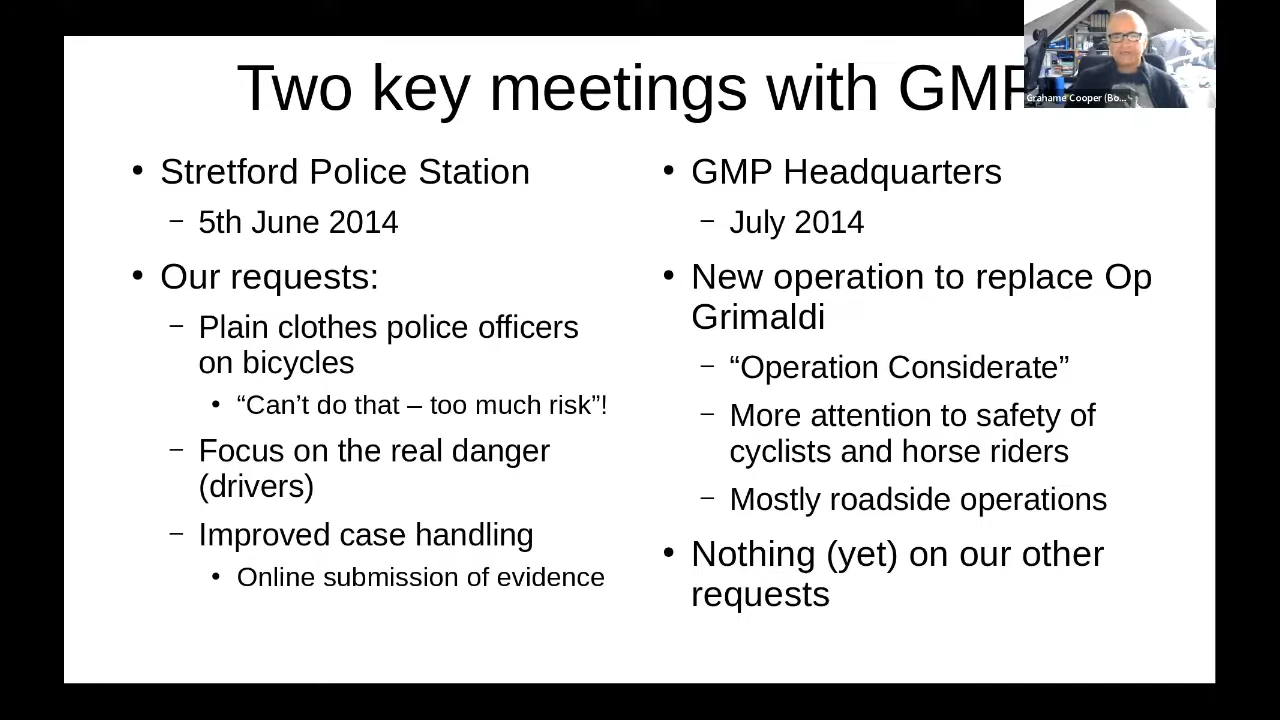 Two key meetings with GMP
Grahame Cooper (Bo...
• Stretford Police Station
– 5th June 2014
• Our requests:
– Plain clothes police officers
on bicycles
• “Can’t do that – too much risk”!
– Focus on the real danger
(drivers)
– Improved case handling
• Online submission of evidence
• GMP Headquarters
– July 2014
• New operation to replace Op
Grimaldi
– “Operation Considerate”
– More attention to safety of
cyclists and horse riders
– Mostly roadside operations
• Nothing (yet) on our other
requests